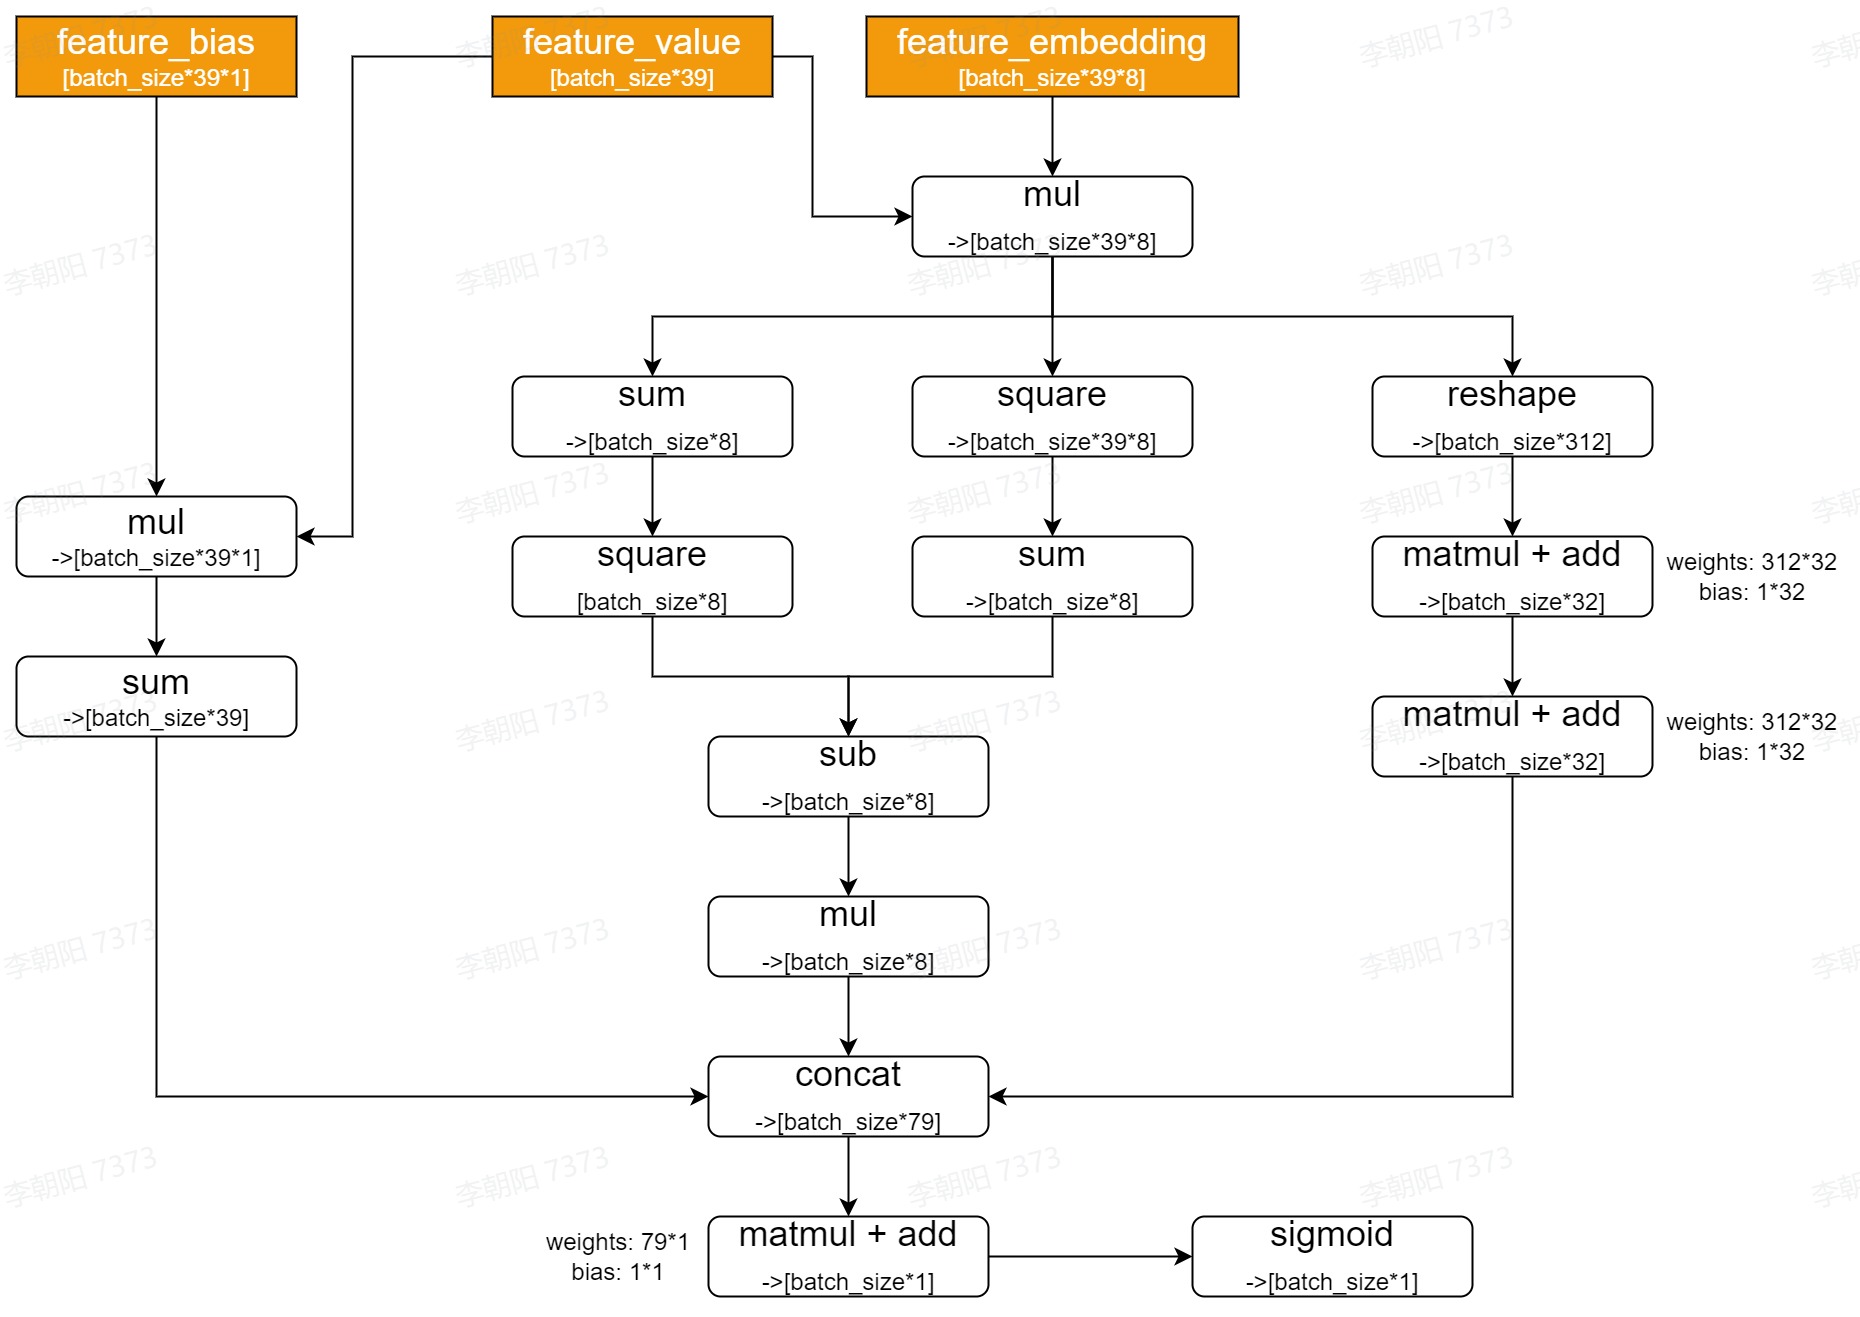 feature_bias
[batch_size*39*1]
feature_value
[batch_size*39]
feature_embedding
[batch_size*39*8]
mul
->[batch_size*39*8]
sum
->[batch_size*8]
square
->[batch_size*39*8]
reshape
->[batch_size*312]
mul
->[batch_size*39*1]
square
[batch_size*8]
sum
->[batch_size*8]
matmul + add
->[batch_size*32]
weights: 312*32
bias: 1*32
sum
->[batch_size*39]
matmul + add
->[batch_size*32]
weights: 312*32
bias: 1*32
sub
->[batch_size*8]
mul
->[batch_size*8]
concat
->[batch_size*79]
weights: 79*1
bias: 1*1
matmul + add
->[batch_size*1]
sigmoid
->[batch_size*1]
李朝阳 7373